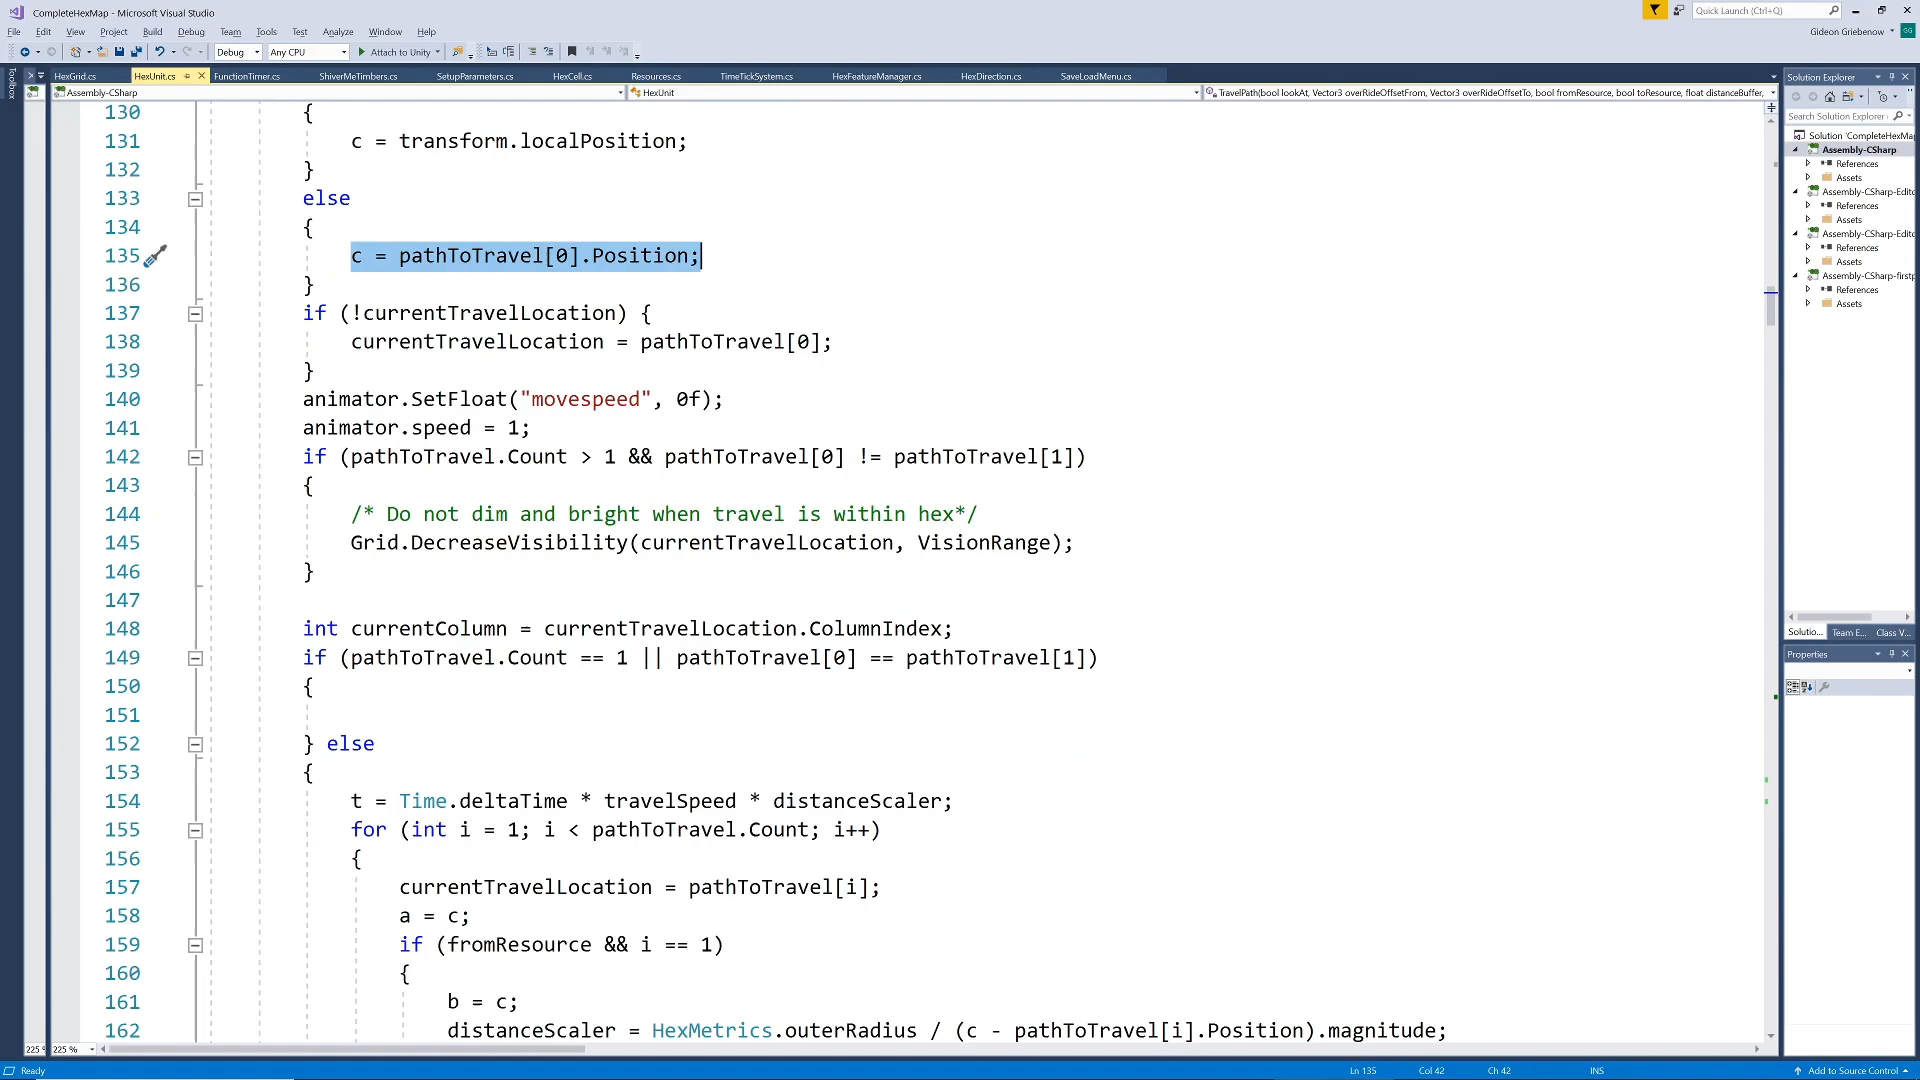 CompleteHexMap - Microsoft Visual Studio
Quick Launch (Ctrl+Q)
File Edit View Project Build Debug Team Tools Test Analyze Window Help
Gideon Griebenow GG
Debug Any CPU Attach to Unity
Toolbox
HexGrid.cs HexUnit.cs FunctionTimer.cs ShiverMeTimbers.cs SetupParameters.cs HexCell.cs Resources.cs TimeTickSystem.cs HexFeatureManager.cs HexDirection.cs SaveLoadMenu.cs
Assembly-CSharp HexUnit TravelPath(bool lookAt, Vector3 overRideOffsetFrom, Vector3 overRideOffsetTo, bool fromResource, bool toResource, float distanceBuffer,
130 {
131 c = transform.localPosition;
132 }
133 else
134 {
135 c = pathToTravel[0].Position;
136 }
137 if (!currentTravelLocation) {
138 currentTravelLocation = pathToTravel[0];
139 }
140 animator.SetFloat("movespeed", 0f);
141 animator.speed = 1;
142 if (pathToTravel.Count > 1 && pathToTravel[0] != pathToTravel[1])
143 {
144 /* Do not dim and bright when travel is within hex*/
145 Grid.DecreaseVisibility(currentTravelLocation, VisionRange);
146 }
147
148 int currentColumn = currentTravelLocation.ColumnIndex;
149 if (pathToTravel.Count == 1 || pathToTravel[0] == pathToTravel[1])
150 {
151
152 } else
153 {
154 t = Time.deltaTime * travelSpeed * distanceScaler;
155 for (int i = 1; i < pathToTravel.Count; i++)
156 {
157 currentTravelLocation = pathToTravel[i];
158 a = c;
159 if (fromResource && i == 1)
160 {
161 b = c;
162 distanceScaler = HexMetrics.outerRadius / (c - pathToTravel[i].Position).magnitude;
225 % 225 %
Solution Explorer
Search Solution Explorer
Solution 'CompleteHexMap
Assembly-CSharp
References
Assets
Assembly-CSharp-Edito
References
Assets
Assembly-CSharp-Edito
References
Assets
Assembly-CSharp-firstp
References
Assets
Solutio... Team E... Class V...
Properties
Ready Ln 135 Col 42 Ch 42 INS Add to Source Control